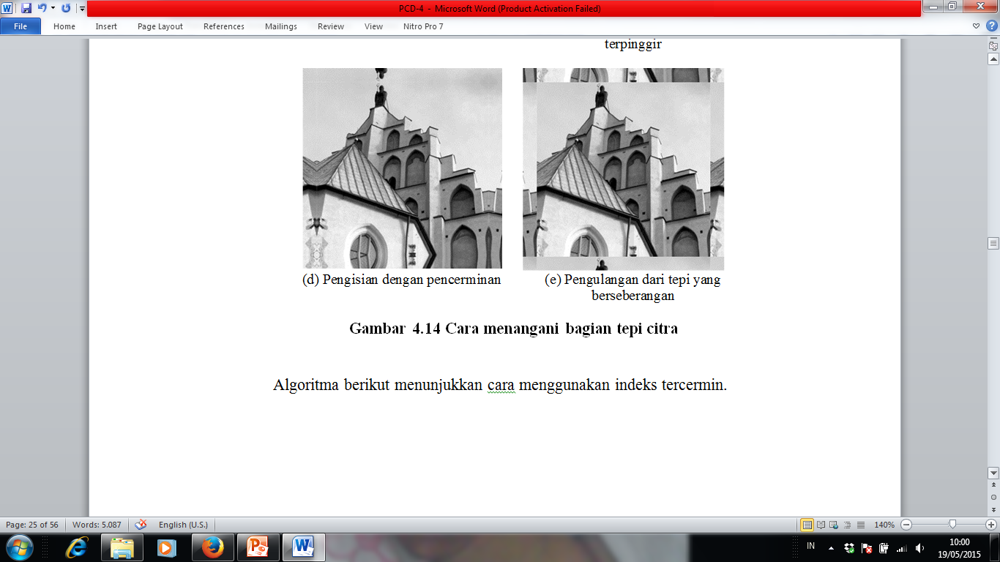 PCD-4 - Microsoft Word (Product Activation Failed)
File Home Insert Page Layout References Mailings Review View Nitro Pro 7
terpinggir
(d) Pengisian dengan pencerminan
(e) Pengulangan dari tepi yang
berseberangan
Gambar 4.14 Cara menangani bagian tepi citra
Algoritma berikut menunjukkan cara menggunakan indeks tercermin.
Page: 25 of 56 Words: 5.087 English (U.S.) 140%
IN 10:00
19/05/2015